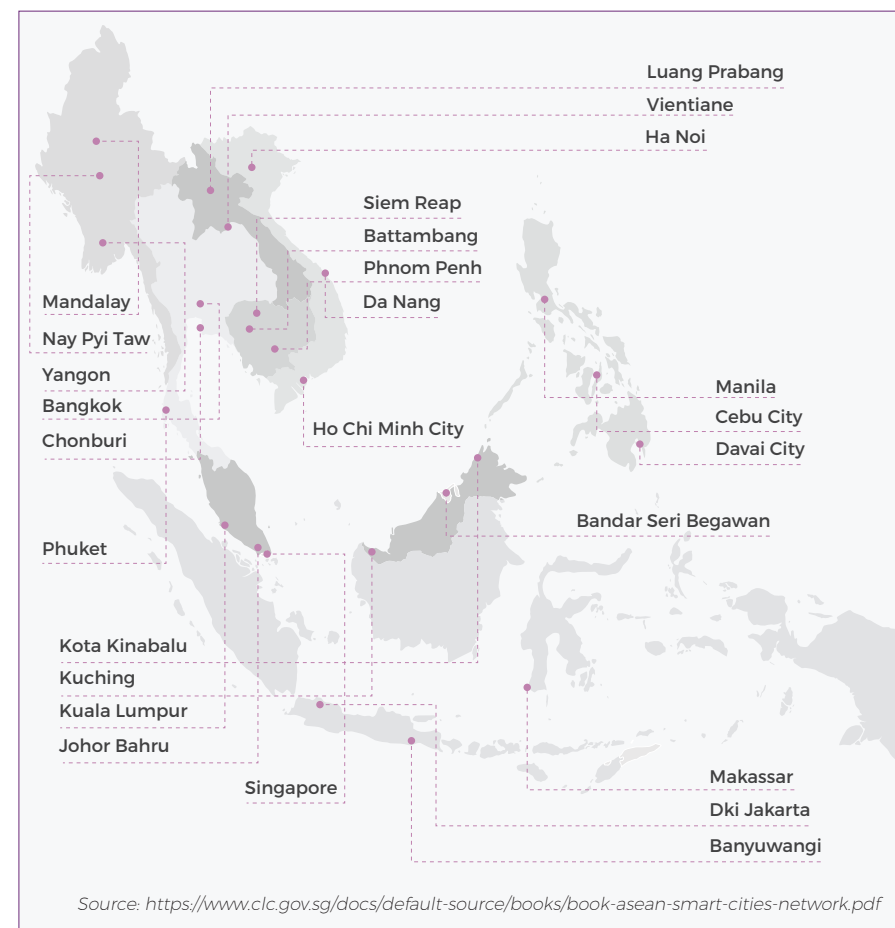 Luang Prabang
Vientiane
Ha Noi
Siem Reap
Battambang
Phnom Penh
Da Nang
Mandalay
Nay Pyi Taw
Yangon
Bangkok
Chonburi
Ho Chi Minh City
Manila
Cebu City
Davai City
Bandar Seri Begawan
Phuket
Kota Kinabalu
Kuching
Kuala Lumpur
Johor Bahru
Singapore
Makassar
Dki Jakarta
Banyuwangi
Source: https://www.clc.gov.sg/docs/default-source/books/book-asean-smart-cities-network.pdf